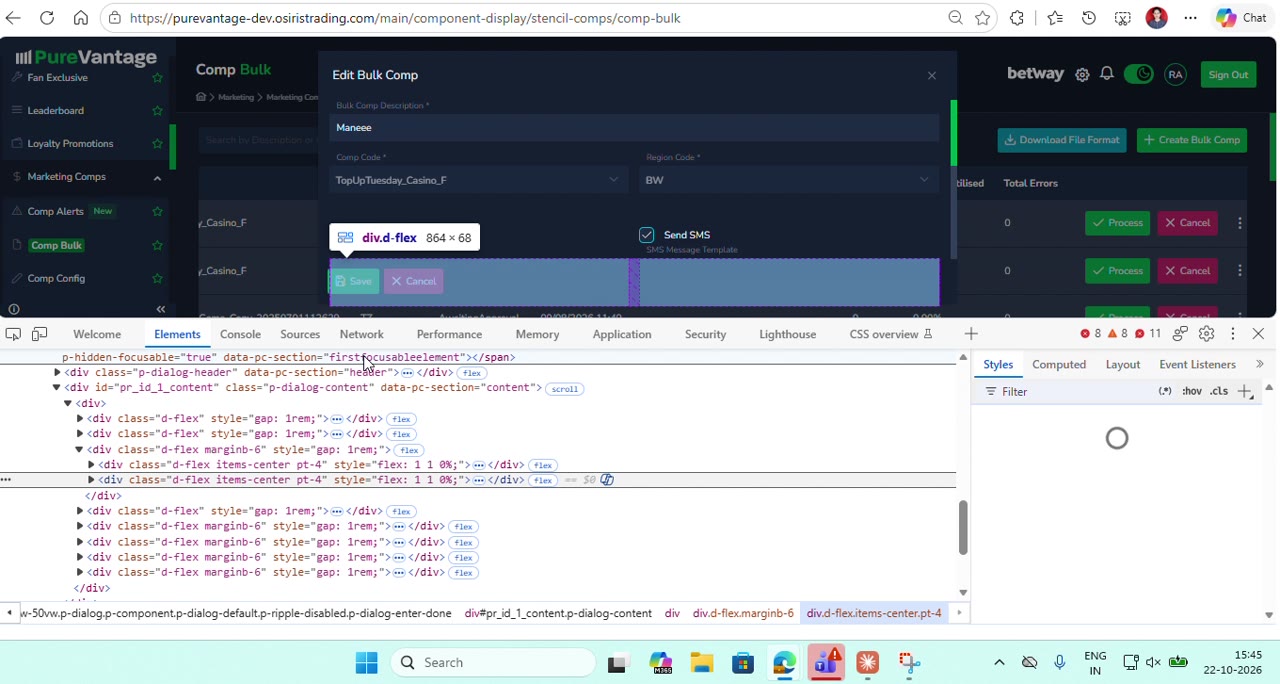 https://purevantage-dev.osiristrading.com/main/component-display/stencil-comps/comp-bulk
Chat
PureVantage
Fan Exclusive
Leaderboard
Loyalty Promotions
Marketing Comps
Comp Alerts New
Comp Bulk
Comp Config
Comp Bulk
Marketing > Marketing Com
Search by Description or
betway
RA
Sign Out
Download File Format
Create Bulk Comp
tilised Total Errors
y_Casino_F 0 Process Cancel
y_Casino_F 0 Process Cancel
Edit Bulk Comp
Bulk Comp Description *
Maneee
Comp Code *
TopUpTuesday_Casino_F
Region Code *
BW
div.d-flex 864 × 68
Send SMS
SMS Message Template
Save Cancel
Welcome Elements Console Sources Network Performance Memory Application Security Lighthouse CSS overview
8 8 11
p-hidden-focusable="true" data-pc-section="firstfocusableelement"></span>
<div class="p-dialog-header" data-pc-section="header"> </div> flex
<div id="pr_id_1_content" class="p-dialog-content" data-pc-section="content"> scroll
<div>
<div class="d-flex" style="gap: 1rem;"> </div> flex
<div class="d-flex" style="gap: 1rem;"> </div> flex
<div class="d-flex marginb-6" style="gap: 1rem;"> flex
<div class="d-flex items-center pt-4" style="flex: 1 1 0%;"> </div> flex
<div class="d-flex items-center pt-4" style="flex: 1 1 0%;"> </div> flex == $0
</div>
<div class="d-flex" style="gap: 1rem;"> </div> flex
<div class="d-flex marginb-6" style="gap: 1rem;"> </div> flex
<div class="d-flex marginb-6" style="gap: 1rem;"> </div> flex
<div class="d-flex marginb-6" style="gap: 1rem;"> </div> flex
<div class="d-flex marginb-6" style="gap: 1rem;"> </div> flex
</div>
w-50vw.p-dialog.p-component.p-dialog-default.p-ripple-disabled.p-dialog-enter-done div#pr_id_1_content.p-dialog-content div div.d-flex.marginb-6 div.d-flex.items-center.pt-4
Styles Computed Layout Event Listeners
Filter :hov .cls
Search
M365
ENG
IN
15:45
22-10-2026